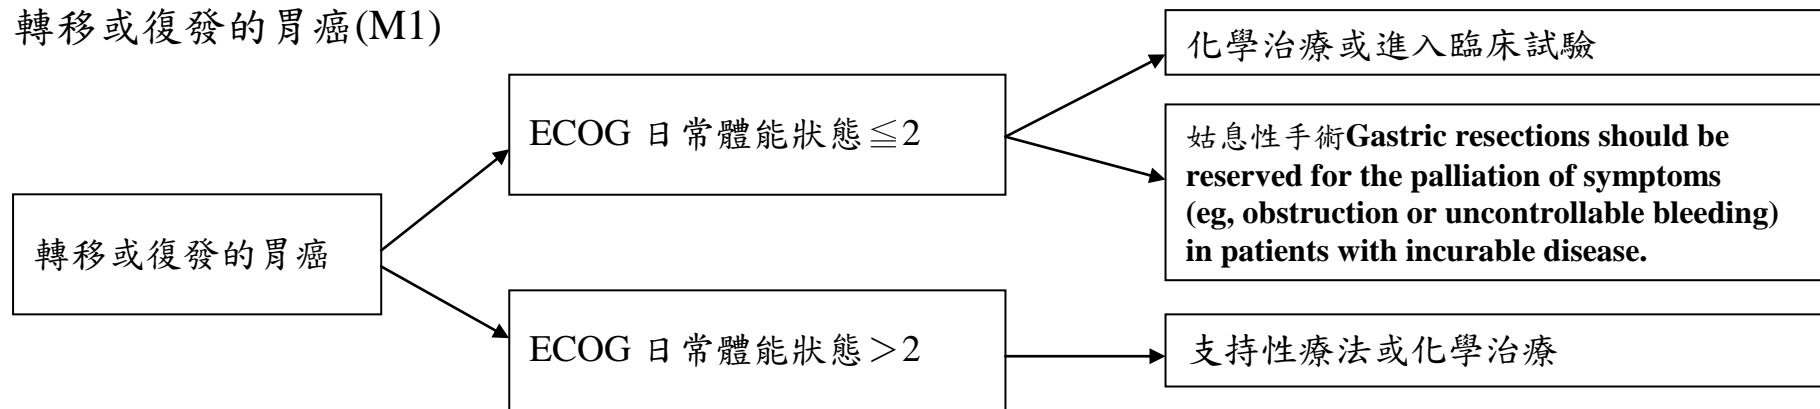 轉移或復發的胃癌(M1)
轉移或復發的胃癌
ECOG 日常體能狀態≦2
ECOG 日常體能狀態＞2
化學治療或進入臨床試驗
姑息性手術Gastric resections should be
reserved for the palliation of symptoms
(eg, obstruction or uncontrollable bleeding)
in patients with incurable disease.
支持性療法或化學治療